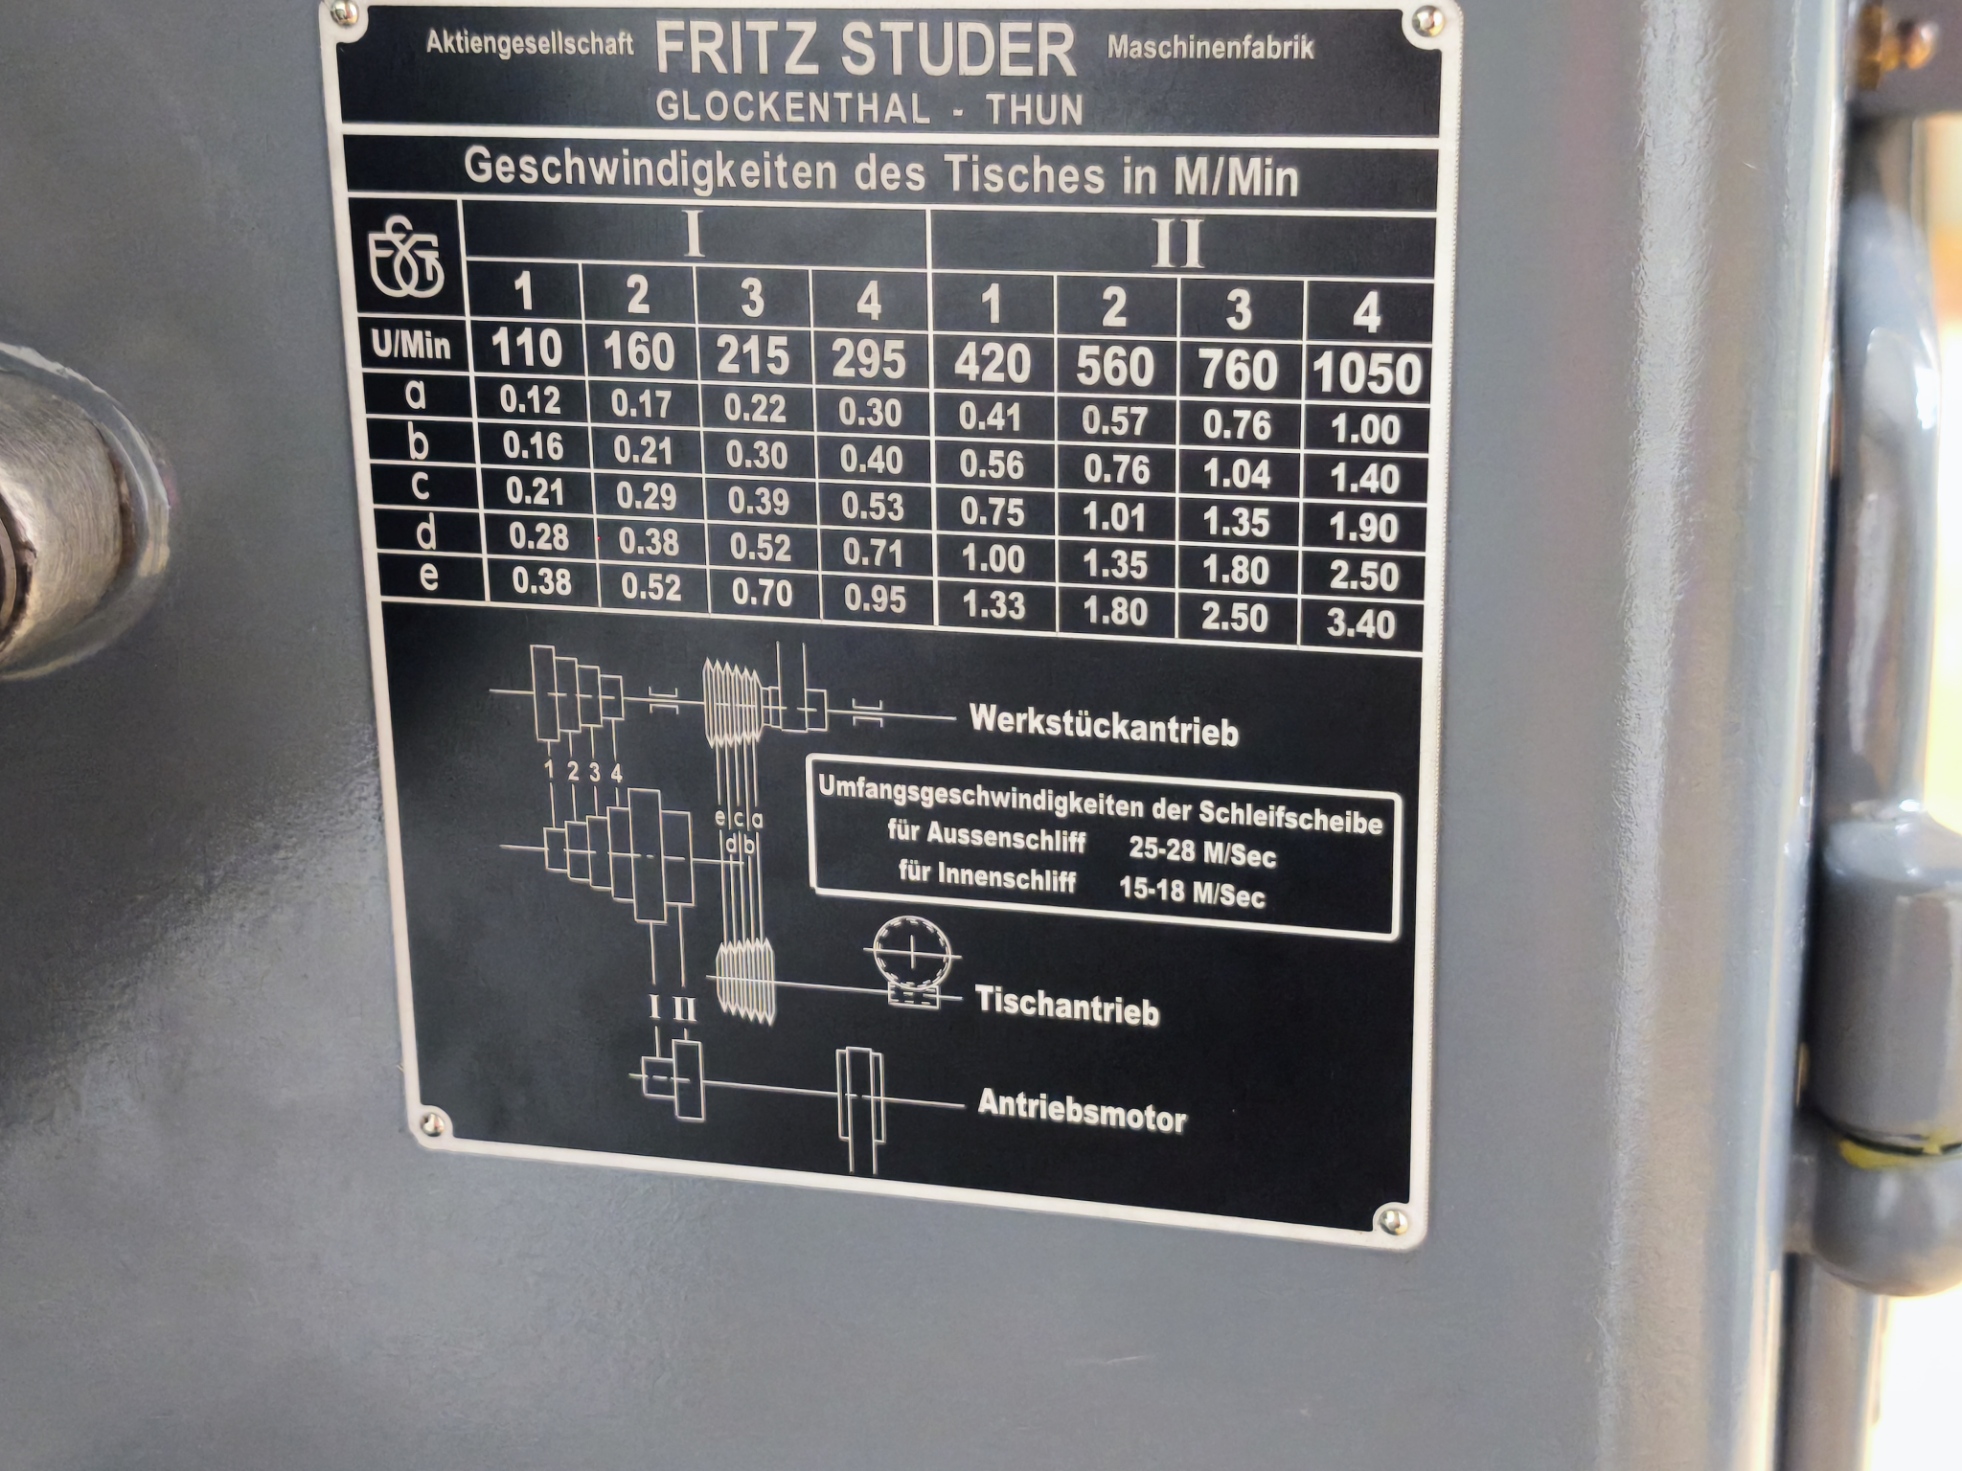 Aktiengesellschaft FRITZ STUDER Maschinenfabrik
GLOCKENTHAL - THUN
Geschwindigkeiten des Tisches in M/Min
I II
1 2 3 4 1 2 3 4
U/Min 110 160 215 295 420 560 760 1050
a 0.12 0.17 0.22 0.30 0.41 0.57 0.76 1.00
b 0.16 0.21 0.30 0.40 0.56 0.76 1.04 1.40
c 0.21 0.29 0.39 0.53 0.75 1.01 1.35 1.90
d 0.28 0.38 0.52 0.71 1.00 1.35 1.80 2.50
e 0.38 0.52 0.70 0.95 1.33 1.80 2.50 3.40
Werkstückantrieb
1 2 3 4
Umfangsgeschwindigkeiten der Schleifscheibe
für Aussenschliff 25-28 M/Sec
für Innenschliff 15-18 M/Sec
e c a
d b
I II
Tischantrieb
Antriebsmotor